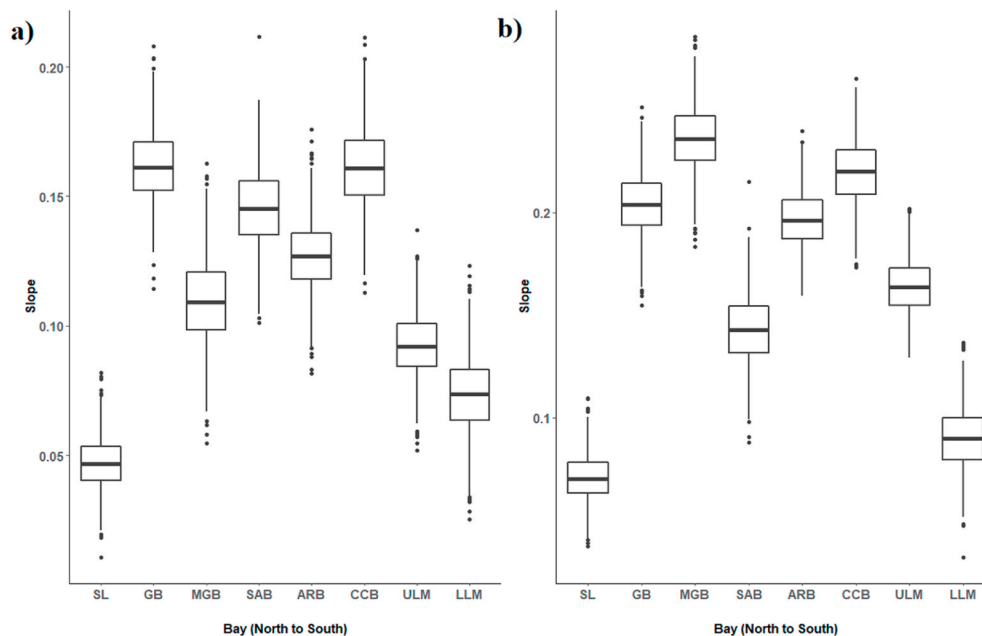 a)
0.20
0.15
0.10
0.05
Slope
SL GB MGB SAB ARB CCB ULM LLM
Bay (North to South)
b)
0.2
0.1
Slope
SL GB MGB SAB ARB CCB ULM LLM
Bay (North to South)